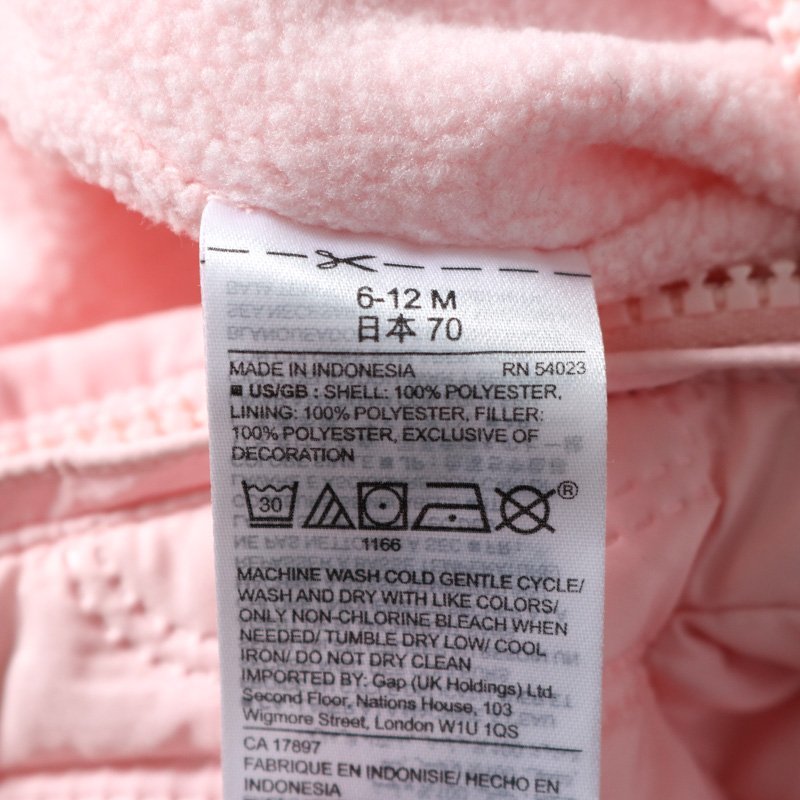 6-12 M
日本 70
MADE IN INDONESIA RN 54023
■ US/GB : SHELL: 100% POLYESTER,
LINING: 100% POLYESTER, FILLER:
100% POLYESTER, EXCLUSIVE OF
DECORATION
30
®
1166
MACHINE WASH COLD GENTLE CYCLE/
WASH AND DRY WITH LIKE COLORS/
ONLY NON-CHLORINE BLEACH WHEN
NEEDED/ TUMBLE DRY LOW/ COOL
IRON/ DO NOT DRY CLEAN
IMPORTED BY: Gap (UK Holdings) Ltd.
Second Floor, Nations House, 103
Wigmore Street, London W1U 1QS
CA 17897
FABRIQUE EN INDONISIE/ HECHO EN
INDONESIA